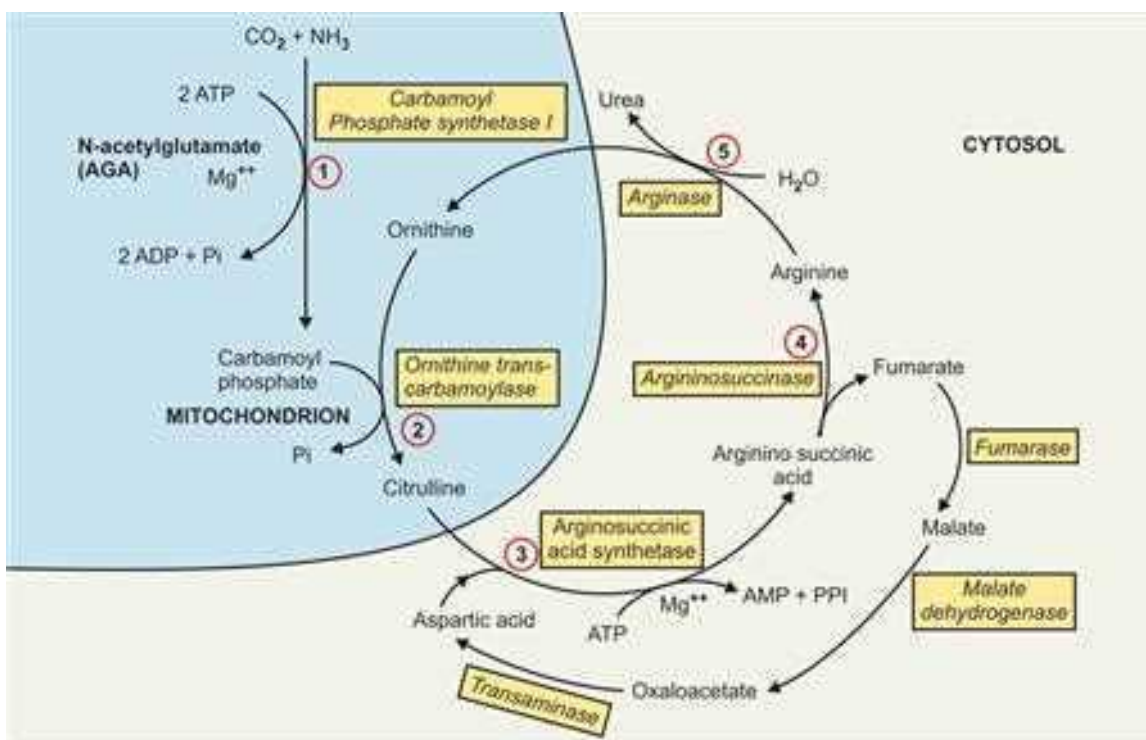 CO₂ + NH₃
2 ATP
Carbamoyl
Phosphate synthetase I
N-acetylglutamate
(AGA)
Mg⁺⁺
1
2 ADP + Pi
Urea
5
CYTOSOL
H₂O
Arginase
Ornithine
Arginine
4
Carbamoyl
phosphate
Ornithine trans-
carbamoylase
Argininosuccinase
Fumarate
MITOCHONDRION
2
Pi
Fumarase
Arginino succinic
acid
Citrulline
Malate
3
Arginosuccinic
acid synthetase
Mg⁺⁺
AMP + PPI
Malate
dehydrogenase
Aspartic acid
ATP
Transaminase
Oxaloacetate